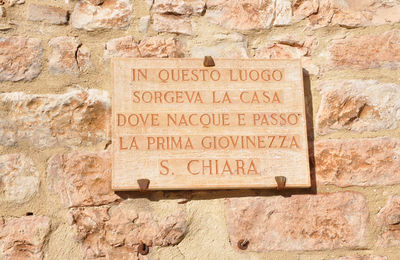 IN QUESTO LUOGO
SORGEVA LA CASA
DOVE NACQUE E PASSO'
LA PRIMA GIOVINEZZA
S. CHIARA